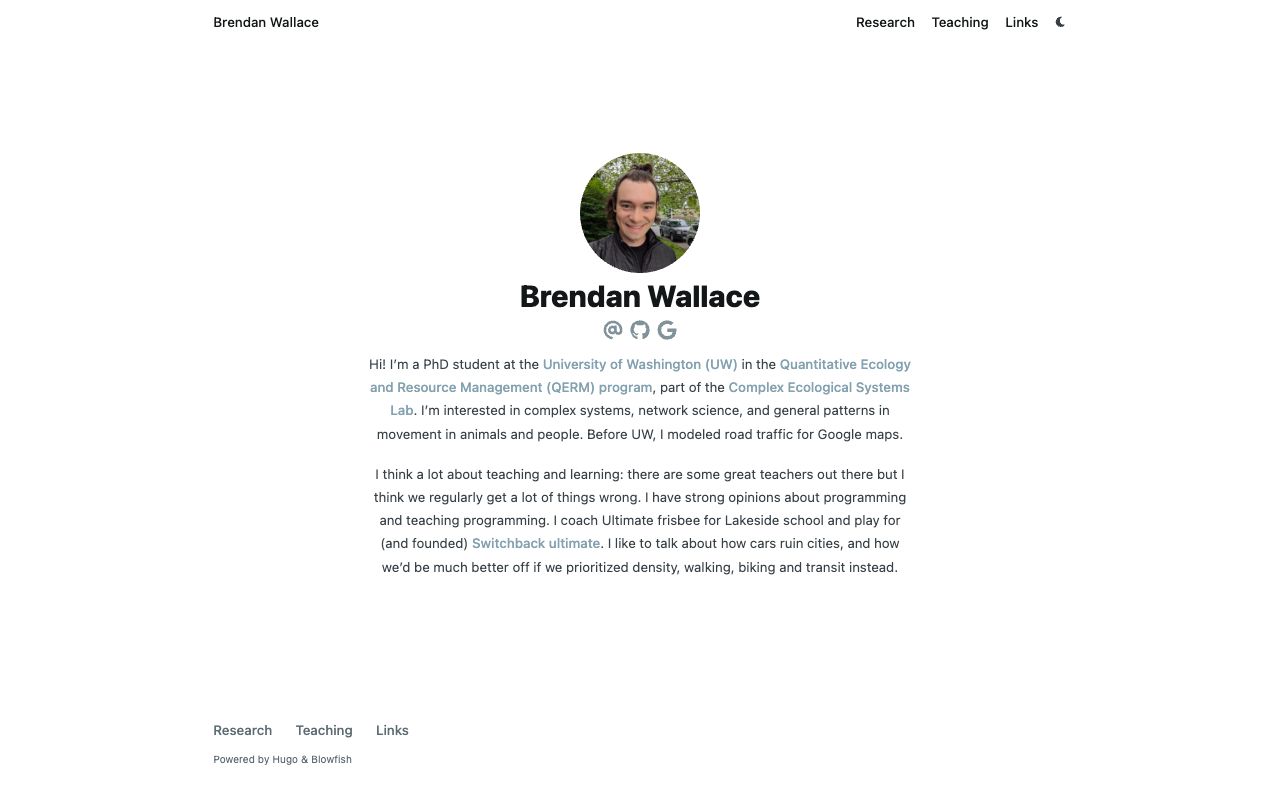 Brendan Wallace
Research Teaching Links
Brendan Wallace
Hi! I’m a PhD student at the University of Washington (UW) in the Quantitative Ecology
and Resource Management (QERM) program, part of the Complex Ecological Systems
Lab. I’m interested in complex systems, network science, and general patterns in
movement in animals and people. Before UW, I modeled road traffic for Google maps.
I think a lot about teaching and learning: there are some great teachers out there but I
think we regularly get a lot of things wrong. I have strong opinions about programming
and teaching programming. I coach Ultimate frisbee for Lakeside school and play for
(and founded) Switchback ultimate. I like to talk about how cars ruin cities, and how
we’d be much better off if we prioritized density, walking, biking and transit instead.
Research Teaching Links
Powered by Hugo & Blowfish